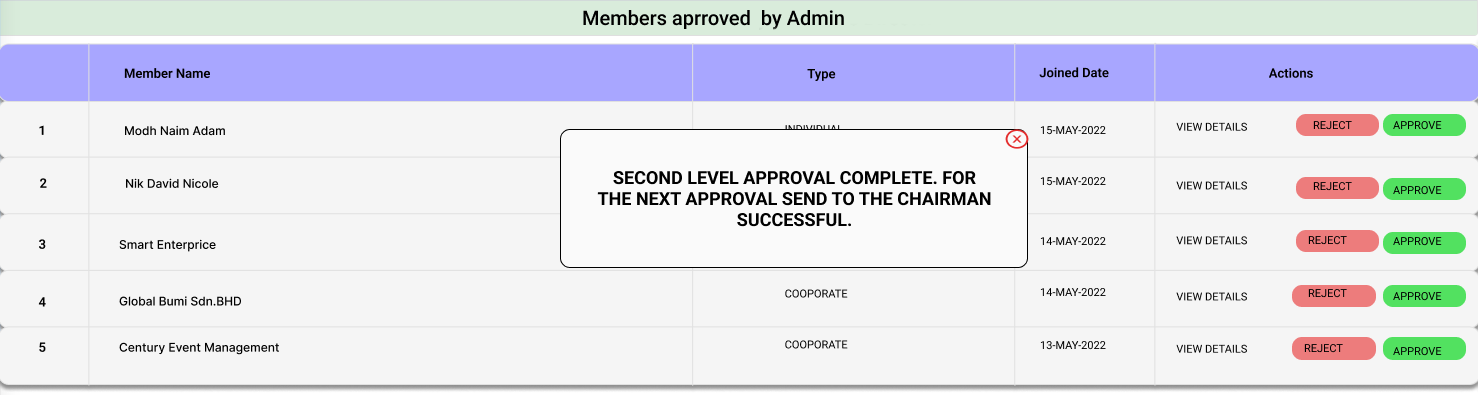 Members aprroved by Admin
Member Name Type Joined Date Actions
1 Modh Naim Adam INDIVIDUAL 15-MAY-2022 VIEW DETAILS REJECT APPROVE
2 Nik David Nicole 15-MAY-2022 VIEW DETAILS REJECT APPROVE
SECOND LEVEL APPROVAL COMPLETE. FOR
THE NEXT APPROVAL SEND TO THE CHAIRMAN
SUCCESSFUL.
3 Smart Enterprice 14-MAY-2022 VIEW DETAILS REJECT APPROVE
4 Global Bumi Sdn.BHD COOPORATE 14-MAY-2022 VIEW DETAILS REJECT APPROVE
5 Century Event Management COOPORATE 13-MAY-2022 VIEW DETAILS REJECT APPROVE